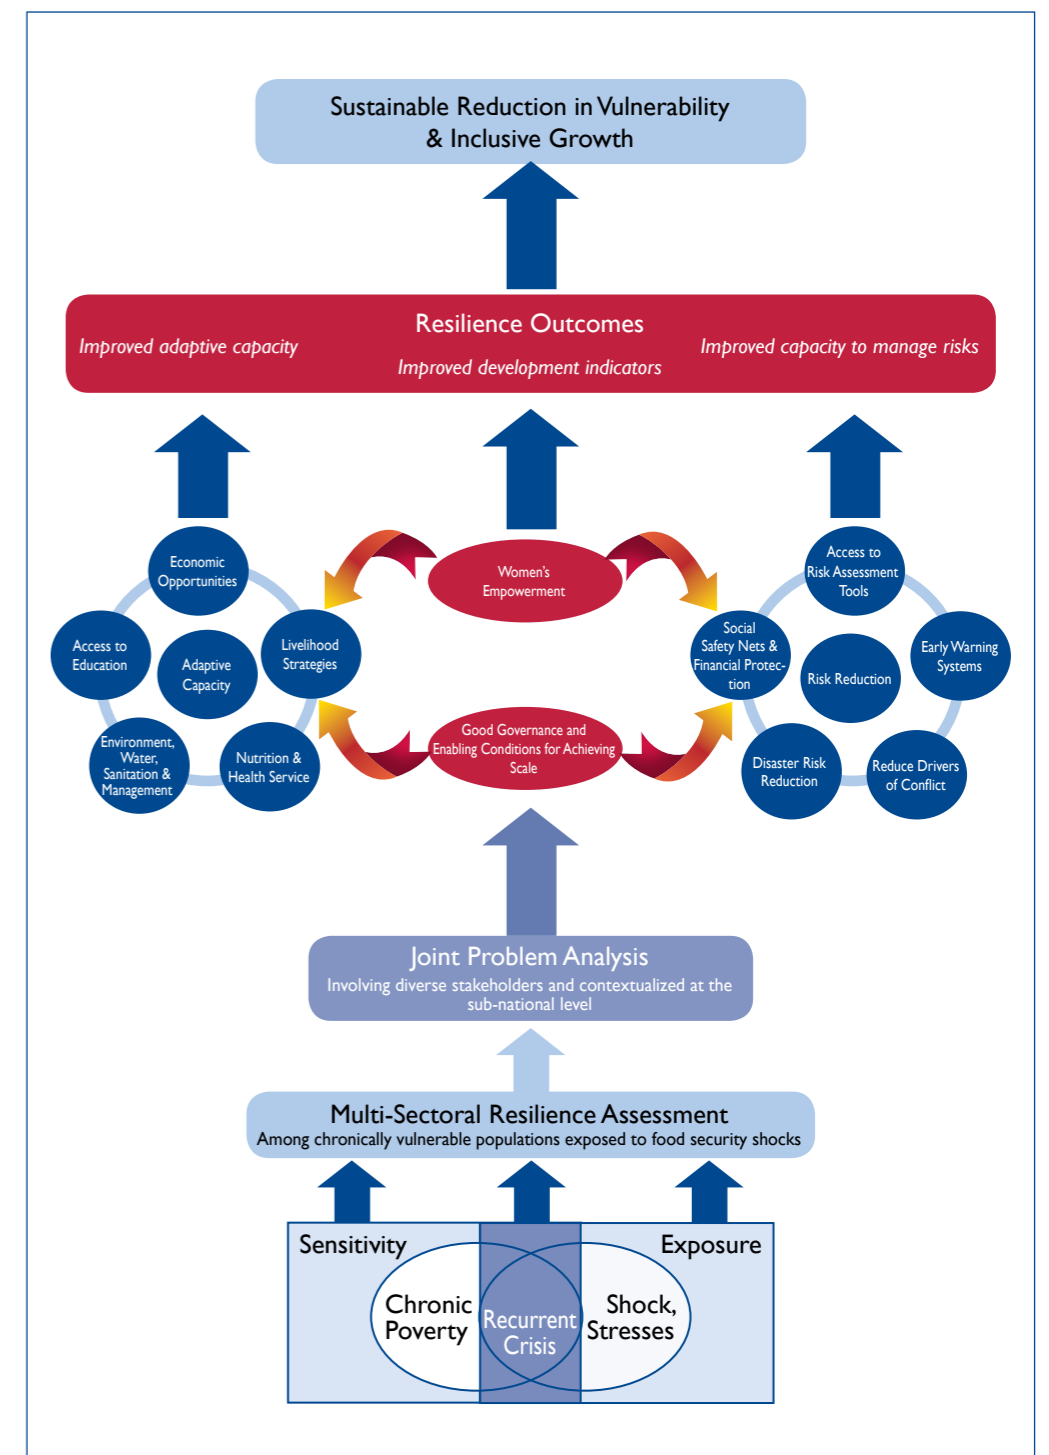 Sustainable Reduction in Vulnerability
& Inclusive Growth
Resilience Outcomes
Improved adaptive capacity
Improved development indicators
Improved capacity to manage risks
Economic
Opportunities
Access to
Education
Adaptive
Capacity
Livelihood
Strategies
Environment,
Water,
Sanitation &
Management
Nutrition &
Health Service
Women's
Empowerment
Good Governance and
Enabling Conditions for Achieving
Scale
Access to
Risk Assessment
Tools
Social
Safety Nets &
Financial Protec-
tion
Risk Reduction
Early Warning
Systems
Disaster Risk
Reduction
Reduce Drivers
of Conflict
Joint Problem Analysis
Involving diverse stakeholders and contextualized at the
sub-national level
Multi-Sectoral Resilience Assessment
Among chronically vulnerable populations exposed to food security shocks
Sensitivity
Exposure
Chronic
Poverty
Recurrent
Crisis
Shock,
Stresses